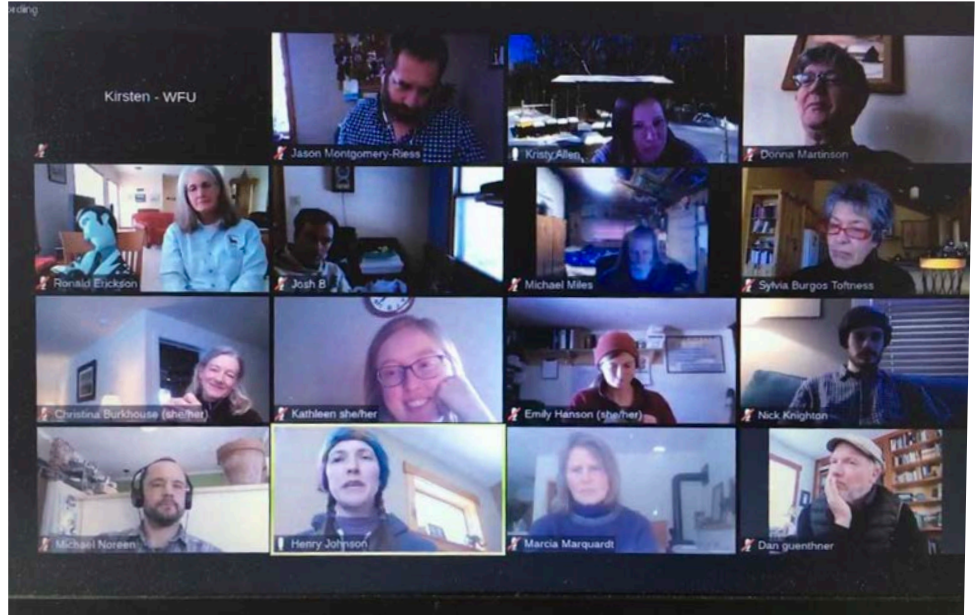 Kirsten - WFU
Jason Montgomery-Riess
Kristy Allen
Donna Martinson
Ronald Erickson
Josh B
Michael Miles
Sylvia Burgos Toftness
Christina Burkhouse (she/her)
Kathleen she/her
Emily Hanson (she/her)
Nick Knighton
Michael Noreen
Henry Johnson
Marcia Marquardt
Dan guenthner